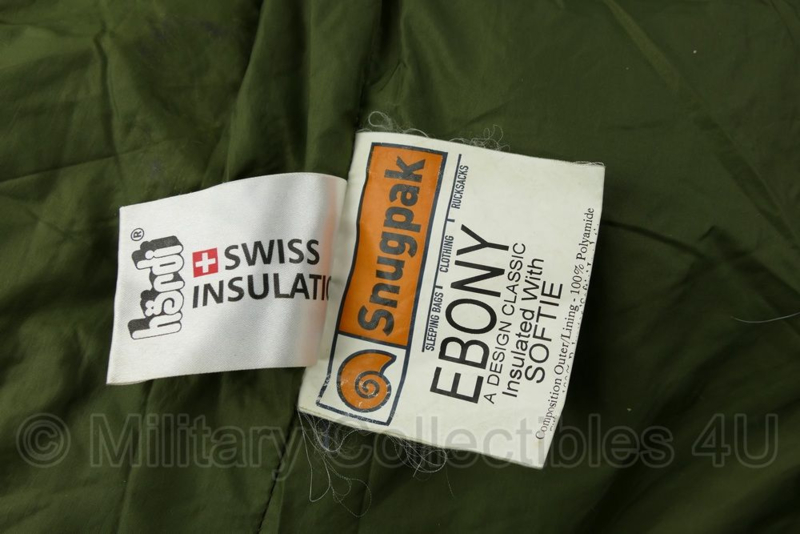 härdi®
SWISS
INSULATIO
Snugpak
SLEEPING BAGS CLOTHING RUCKSACKS
EBONY
A DESIGN CLASSIC
Insulated With
SOFTIE
Composition Outer/Lining - 100% Polyamide
© Military Collectibles 4U